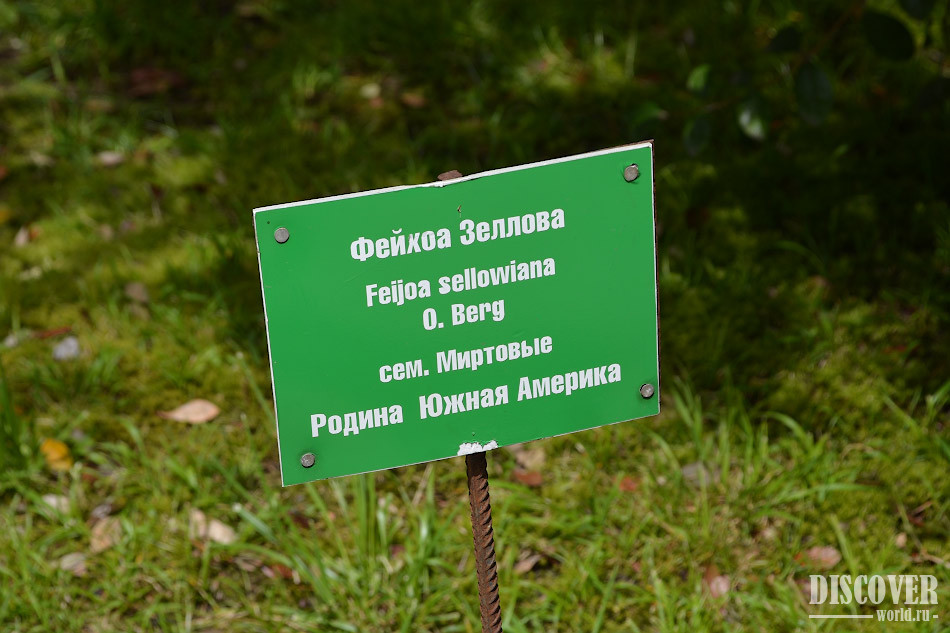 Фейхоа Зеллова
Feijoa sellowiana
O. Berg
сем. Миртовые
Родина Южная Америка
DISCOVER
world.ru